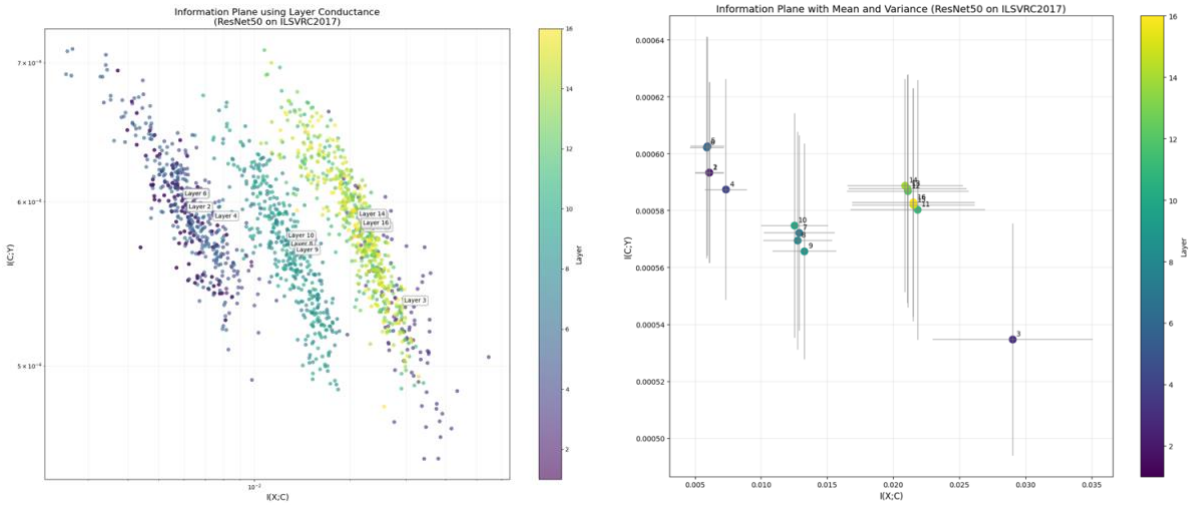 Information Plane using Layer Conductance
(ResNet50 on ILSVRC2017)
I(C;Y)
7 × 10⁻⁴
6 × 10⁻⁴
5 × 10⁻⁴
Layer 2
Layer 4
Layer 14
Layer 16
Layer 10
Layer 9
Layer 3
10⁻²
I(X;C)
16
14
12
10
8
6
4
2
Layer
Information Plane with Mean and Variance (ResNet50 on ILSVRC2017)
I(C;Y)
0.00064
0.00062
0.00060
0.00058
0.00056
0.00054
0.00052
0.00050
4
10
7
9
14
16
11
3
0.005
0.010
0.015
0.020
0.025
0.030
0.035
I(X;C)
16
14
12
10
8
6
4
2
Layer